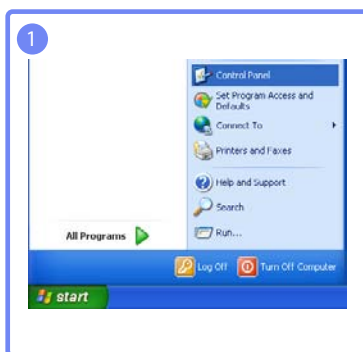 1
Control Panel
Set Program Access and
Defaults
Connect To
Printers and Faxes
Help and Support
Search
Run...
All Programs
Log Off
Turn Off Computer
start